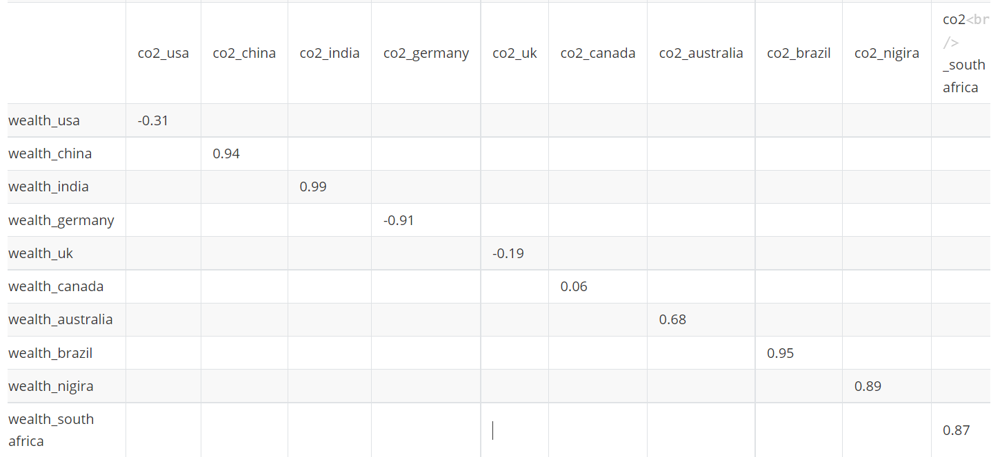 co2_usa co2_china co2_india co2_germany co2_uk co2_canada co2_australia co2_brazil co2_nigira co2<br
/>
_south
africa
wealth_usa -0.31
wealth_china 0.94
wealth_india 0.99
wealth_germany -0.91
wealth_uk -0.19
wealth_canada 0.06
wealth_australia 0.68
wealth_brazil 0.95
wealth_nigira 0.89
wealth_south
africa 0.87